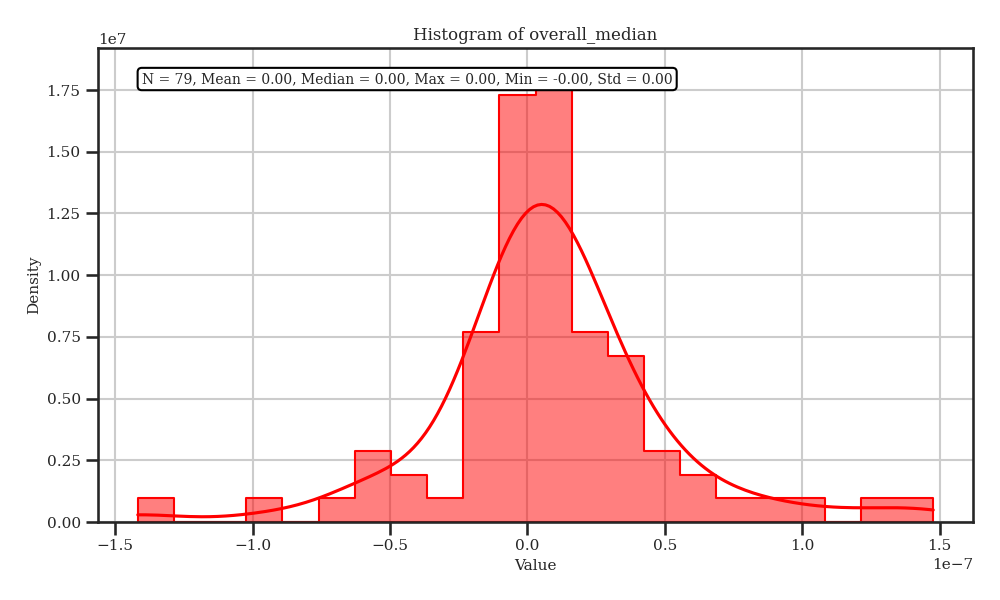 Histogram of overall_median
1e7
N = 79, Mean = 0.00, Median = 0.00, Max = 0.00, Min = -0.00, Std = 0.00
1.75
1.50
1.25
1.00
0.75
0.50
0.25
0.00
Density
−1.5 −1.0 −0.5 0.0 0.5 1.0 1.5
1e−7
Value